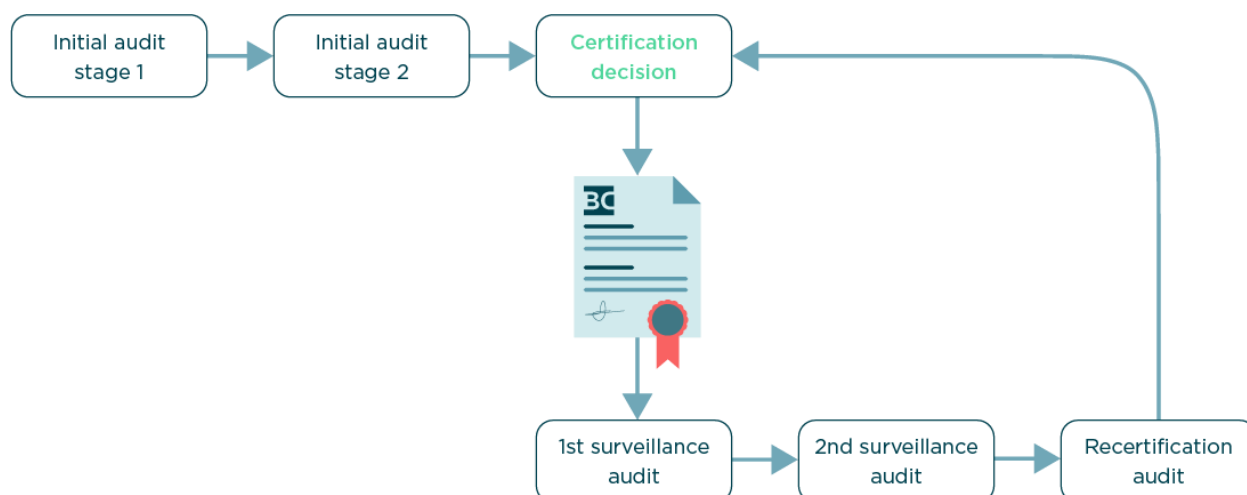 Initial audit
stage 1
Initial audit
stage 2
Certification
decision
BC
1st surveillance
audit
2nd surveillance
audit
Recertification
audit